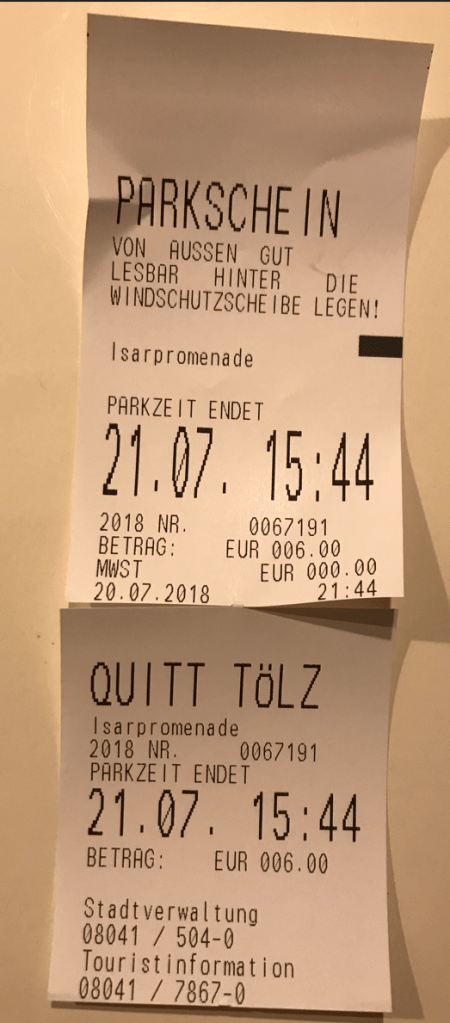 PARKSCHEIN
VON AUSSEN GUT
LESBAR HINTER DIE
WINDSCHUTZSCHEIBE LEGEN!
Isarpromenade
PARKZEIT ENDET
21.07. 15:44
2018 NR. 0067191
BETRAG: EUR 006.00
MWST EUR 000.00
20.07.2018 21:44
QUITT TÖLZ
Isarpromenade
2018 NR. 0067191
PARKZEIT ENDET
21.07. 15:44
BETRAG: EUR 006.00
Stadtverwaltung
08041 / 504-0
Touristinformation
08041 / 7867-0